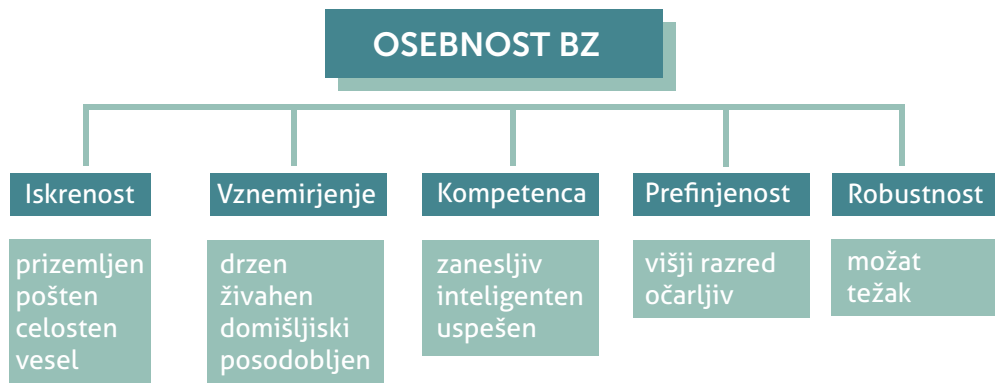 OSEBNOST BZ
Iskrenost
prizemljen
pošten
celosten
vesel
Vznemirjenje
drzen
živahen
domišljiski
posodobljen
Kompetenca
zanesljiv
inteligenten
uspešen
Prefinjenost
višji razred
očarljiv
Robustnost
možat
težak